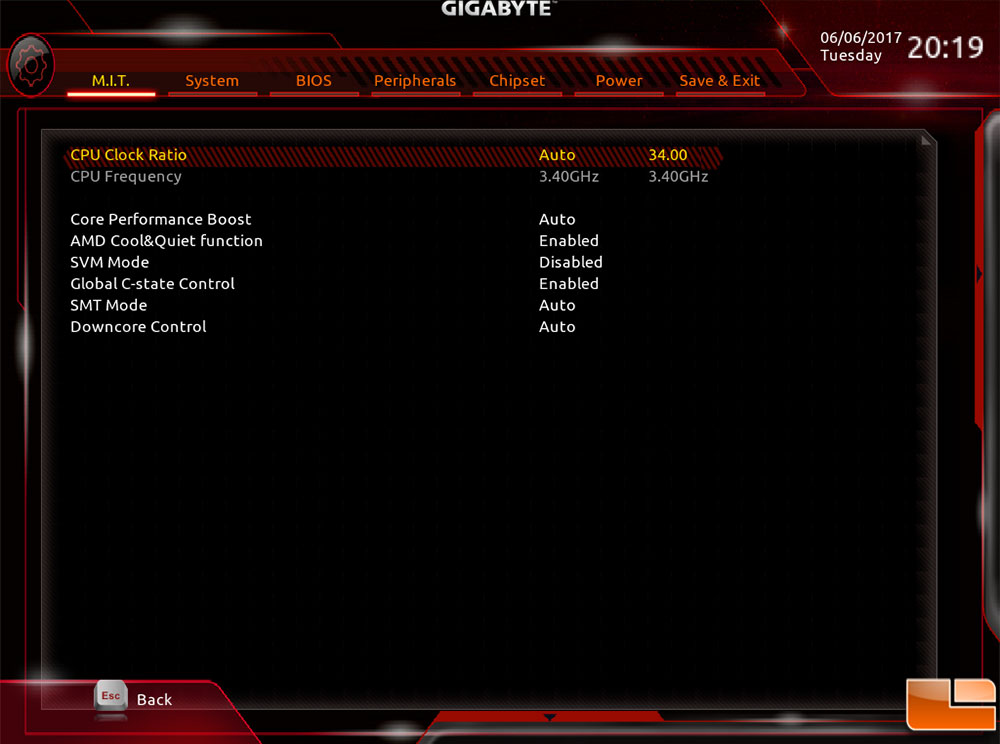 GIGABYTE™
06/06/2017 20:19
Tuesday
M.I.T. System BIOS Peripherals Chipset Power Save & Exit
CPU Clock Ratio Auto 34.00
CPU Frequency 3.40GHz 3.40GHz
Core Performance Boost Auto
AMD Cool&Quiet function Enabled
SVM Mode Disabled
Global C-state Control Enabled
SMT Mode Auto
Downcore Control Auto
Esc Back